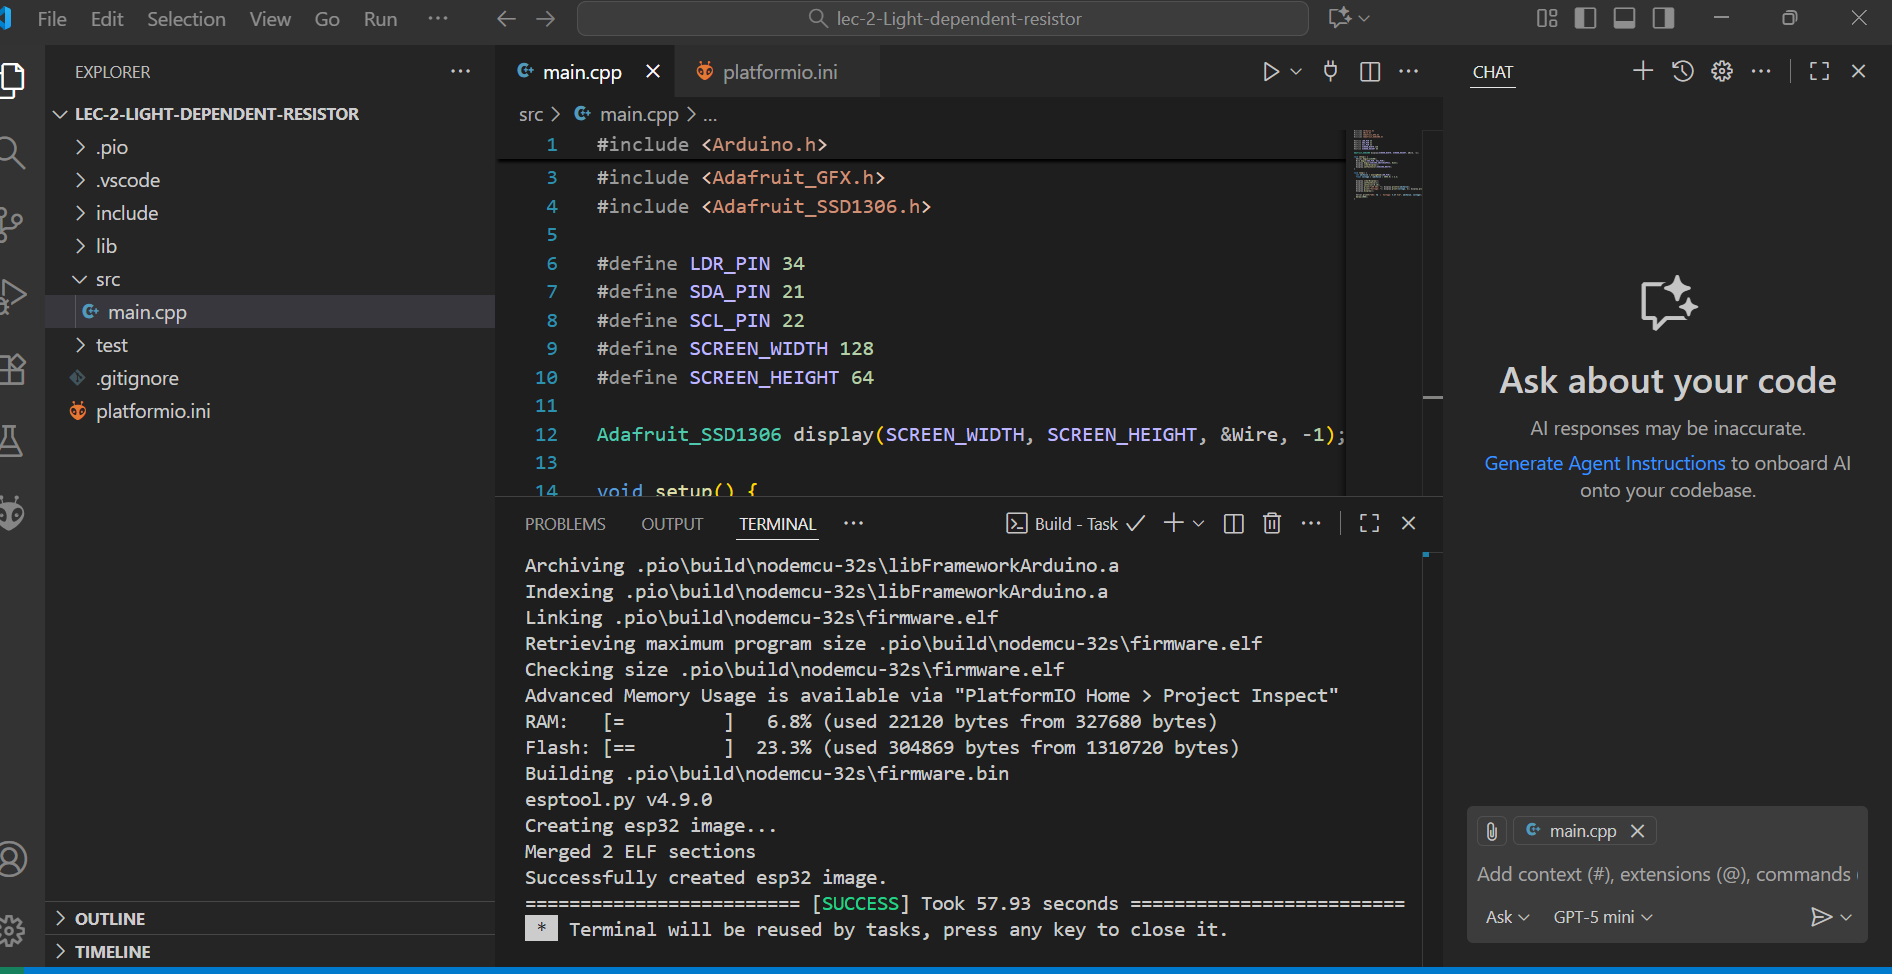 File Edit Selection View Go Run ··· lec-2-Light-dependent-resistor
EXPLORER ···
LEC-2-LIGHT-DEPENDENT-RESISTOR
.pio
.vscode
include
lib
src
main.cpp
test
.gitignore
platformio.ini
OUTLINE
TIMELINE
main.cpp platformio.ini
src > main.cpp > ...
1 #include <Arduino.h>
3 #include <Adafruit_GFX.h>
4 #include <Adafruit_SSD1306.h>
5
6 #define LDR_PIN 34
7 #define SDA_PIN 21
8 #define SCL_PIN 22
9 #define SCREEN_WIDTH 128
10 #define SCREEN_HEIGHT 64
11
12 Adafruit_SSD1306 display(SCREEN_WIDTH, SCREEN_HEIGHT, &Wire, -1);
13
14 void setup() {
PROBLEMS OUTPUT TERMINAL ··· Build - Task
Archiving .pio\build\nodemcu-32s\libFrameworkArduino.a
Indexing .pio\build\nodemcu-32s\libFrameworkArduino.a
Linking .pio\build\nodemcu-32s\firmware.elf
Retrieving maximum program size .pio\build\nodemcu-32s\firmware.elf
Checking size .pio\build\nodemcu-32s\firmware.elf
Advanced Memory Usage is available via "PlatformIO Home > Project Inspect"
RAM:   [=         ]   6.8% (used 22120 bytes from 327680 bytes)
Flash: [==        ]  23.3% (used 304869 bytes from 1310720 bytes)
Building .pio\build\nodemcu-32s\firmware.bin
esptool.py v4.9.0
Creating esp32 image...
Merged 2 ELF sections
Successfully created esp32 image.
========================= [SUCCESS] Took 57.93 seconds =========================
* Terminal will be reused by tasks, press any key to close it.
CHAT
Ask about your code
AI responses may be inaccurate.
Generate Agent Instructions to onboard AI
onto your codebase.
main.cpp
Add context (#), extensions (@), commands
Ask GPT-5 mini